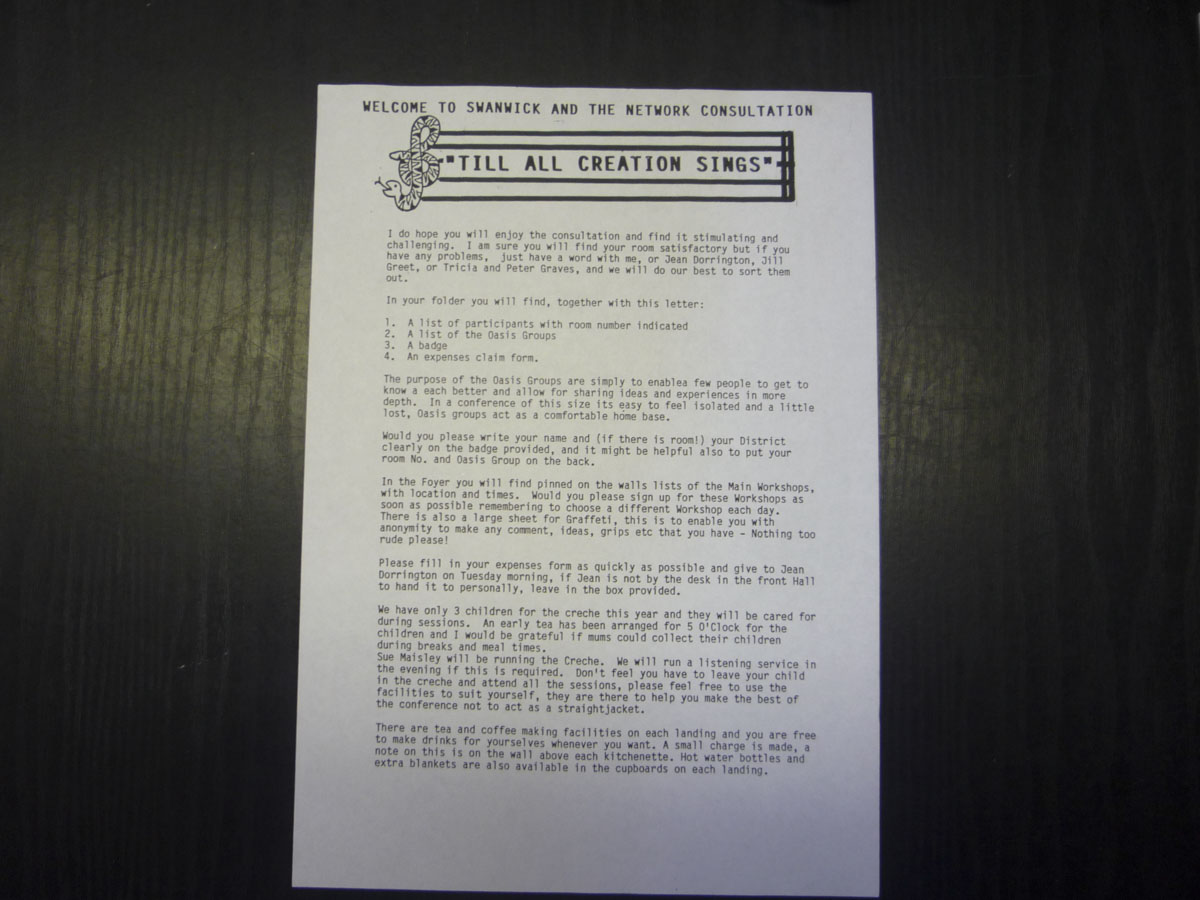 WELCOME TO SWANWICK AND THE NETWORK CONSULTATION
"TILL ALL CREATION SINGS"
I do hope you will enjoy the consultation and find it stimulating and
challenging. I am sure you will find your room satisfactory but if you
have any problems, just have a word with me, or Jean Dorrington, Jill
Greet, or Tricia and Peter Graves, and we will do our best to sort them
out.
In your folder you will find, together with this letter:
1. A list of participants with room number indicated
2. A list of the Oasis Groups
3. A badge
4. An expenses claim form.
The purpose of the Oasis Groups are simply to enablea few people to get to
know a each better and allow for sharing ideas and experiences in more
depth. In a conference of this size its easy to feel isolated and a little
lost, Oasis groups act as a comfortable home base.
Would you please write your name and (if there is room!) your District
clearly on the badge provided, and it might be helpful also to put your
room No. and Oasis Group on the back.
In the Foyer you will find pinned on the walls lists of the Main Workshops,
with location and times. Would you please sign up for these Workshops as
soon as possible remembering to choose a different Workshop each day.
There is also a large sheet for Graffeti, this is to enable you with
anonymity to make any comment, ideas, grips etc that you have - Nothing too
rude please!
Please fill in your expenses form as quickly as possible and give to Jean
Dorrington on Tuesday morning, if Jean is not by the desk in the front Hall
to hand it to personally, leave in the box provided.
We have only 3 children for the creche this year and they will be cared for
during sessions. An early tea has been arranged for 5 O'Clock for the
children and I would be grateful if mums could collect their children
during breaks and meal times.
Sue Maisley will be running the Creche. We will run a listening service in
the evening if this is required. Don't feel you have to leave your child
in the creche and attend all the sessions, please feel free to use the
facilities to suit yourself, they are there to help you make the best of
the conference not to act as a straightjacket.
There are tea and coffee making facilities on each landing and you are free
to make drinks for yourselves whenever you want. A small charge is made, a
note on this is on the wall above each kitchenette. Hot water bottles and
extra blankets are also available in the cupboards on each landing.